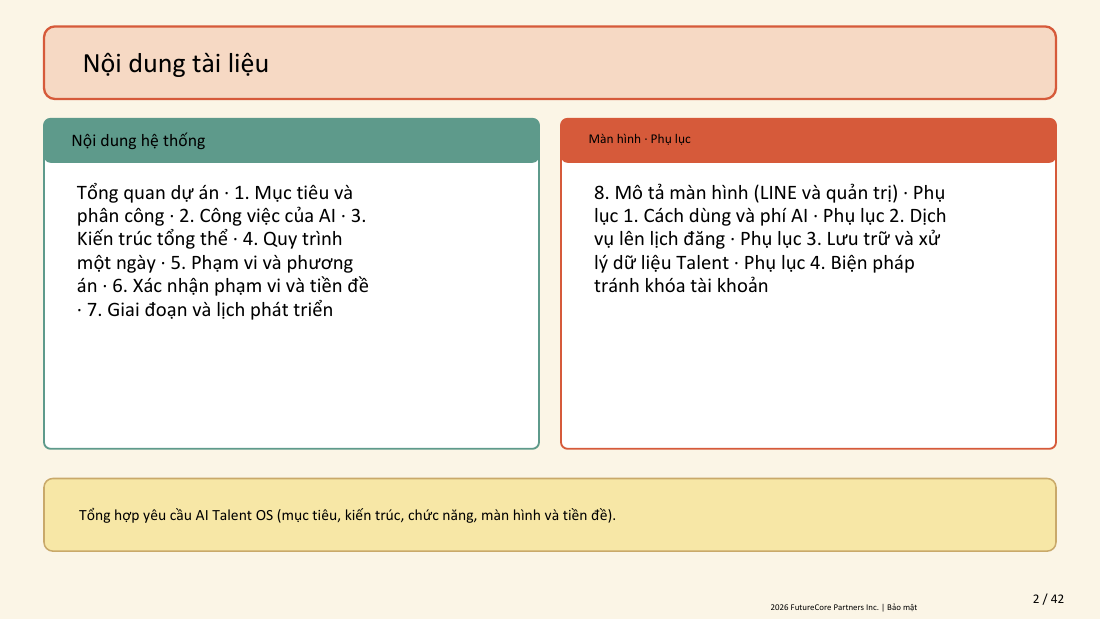 Nội dung tài liệu
Nội dung hệ thống
Tổng quan dự án · 1. Mục tiêu và
phân công · 2. Công việc của AI · 3.
Kiến trúc tổng thể · 4. Quy trình
một ngày · 5. Phạm vi và phương
án · 6. Xác nhận phạm vi và tiền đề
· 7. Giai đoạn và lịch phát triển
Màn hình · Phụ lục
8. Mô tả màn hình (LINE và quản trị) · Phụ
lục 1. Cách dùng và phí AI · Phụ lục 2. Dịch
vụ lên lịch đăng · Phụ lục 3. Lưu trữ và xử
lý dữ liệu Talent · Phụ lục 4. Biện pháp
tránh khóa tài khoản
Tổng hợp yêu cầu AI Talent OS (mục tiêu, kiến trúc, chức năng, màn hình và tiền đề).
2026 FutureCore Partners Inc. | Bảo mật
2 / 42